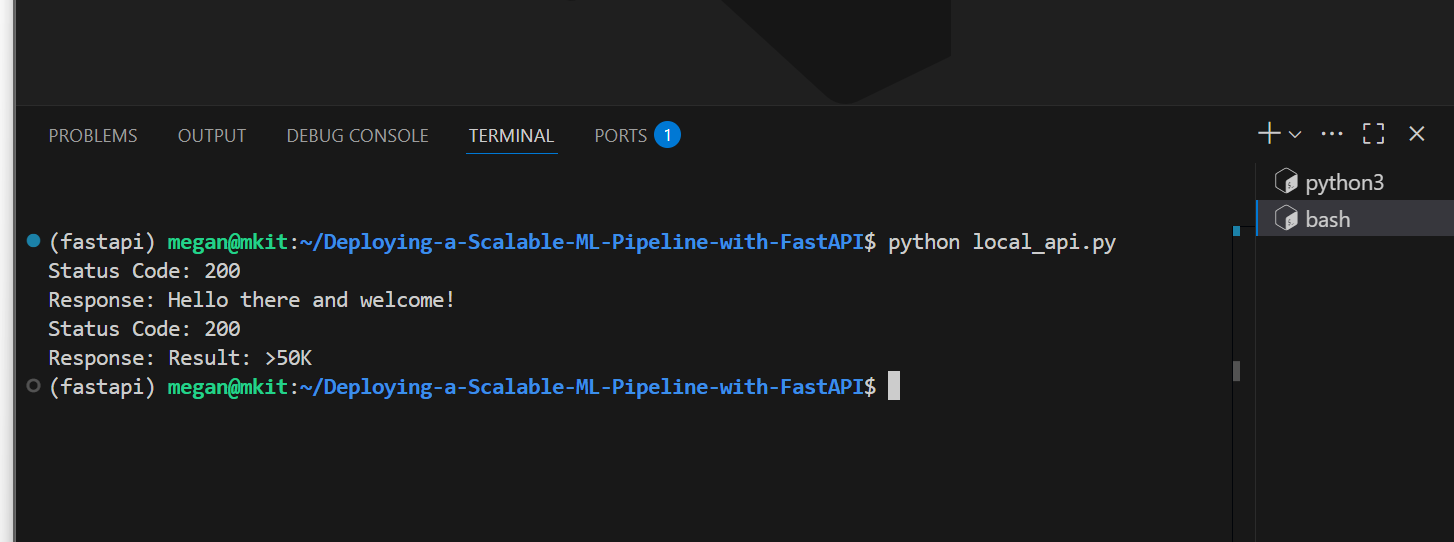 PROBLEMS OUTPUT DEBUG CONSOLE TERMINAL PORTS 1
python3
bash
(fastapi) megan@mkit:~/Deploying-a-Scalable-ML-Pipeline-with-FastAPI$ python local_api.py
Status Code: 200
Response: Hello there and welcome!
Status Code: 200
Response: Result: >50K
(fastapi) megan@mkit:~/Deploying-a-Scalable-ML-Pipeline-with-FastAPI$